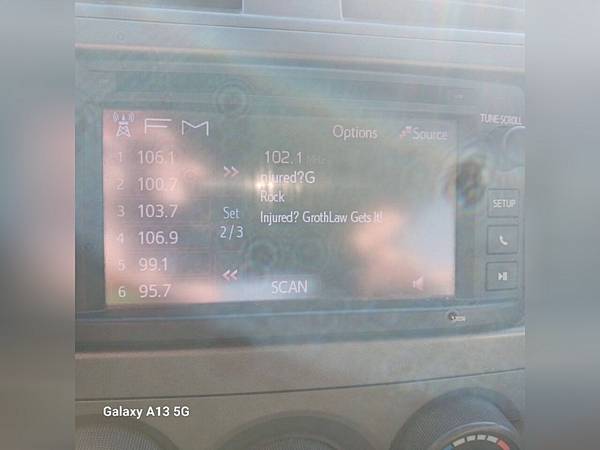 FM
Options
Source
TUNE·SCROLL
1 106.1
2 100.7
3 103.7
4 106.9
5 99.1
6 95.7
Set
2/3
102.1 MHz
njured?G
Rock
Injured? GrothLaw Gets It!
SCAN
SETUP
Galaxy A13 5G